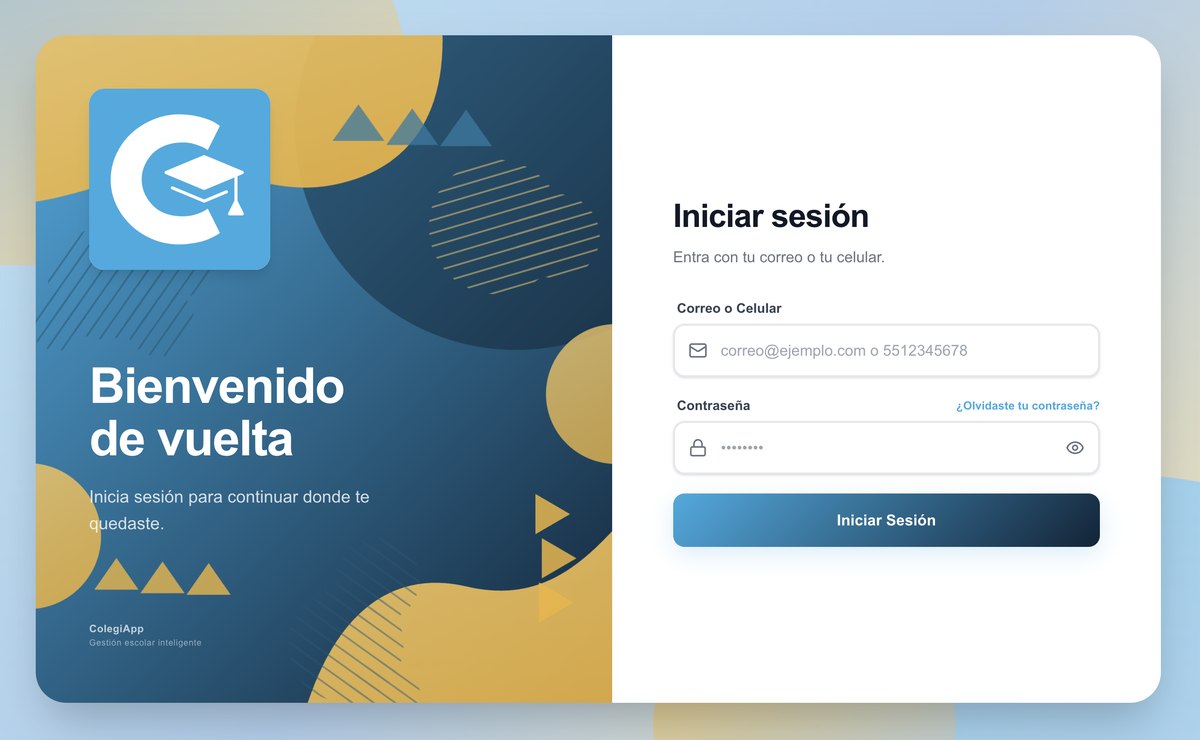 Bienvenido
de vuelta
Inicia sesión para continuar donde te
quedaste.
ColegiApp
Gestión escolar inteligente
Iniciar sesión
Entra con tu correo o tu celular.
Correo o Celular
correo@ejemplo.com o 5512345678
Contraseña ¿Olvidaste tu contraseña?
••••••••
Iniciar Sesión